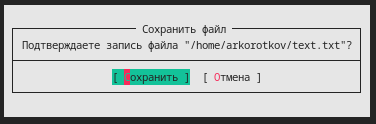 Сохранить файл
Подтверждаете запись файла "/home/arkorotkov/text.txt"?
[ Сохранить ] [ Отмена ]